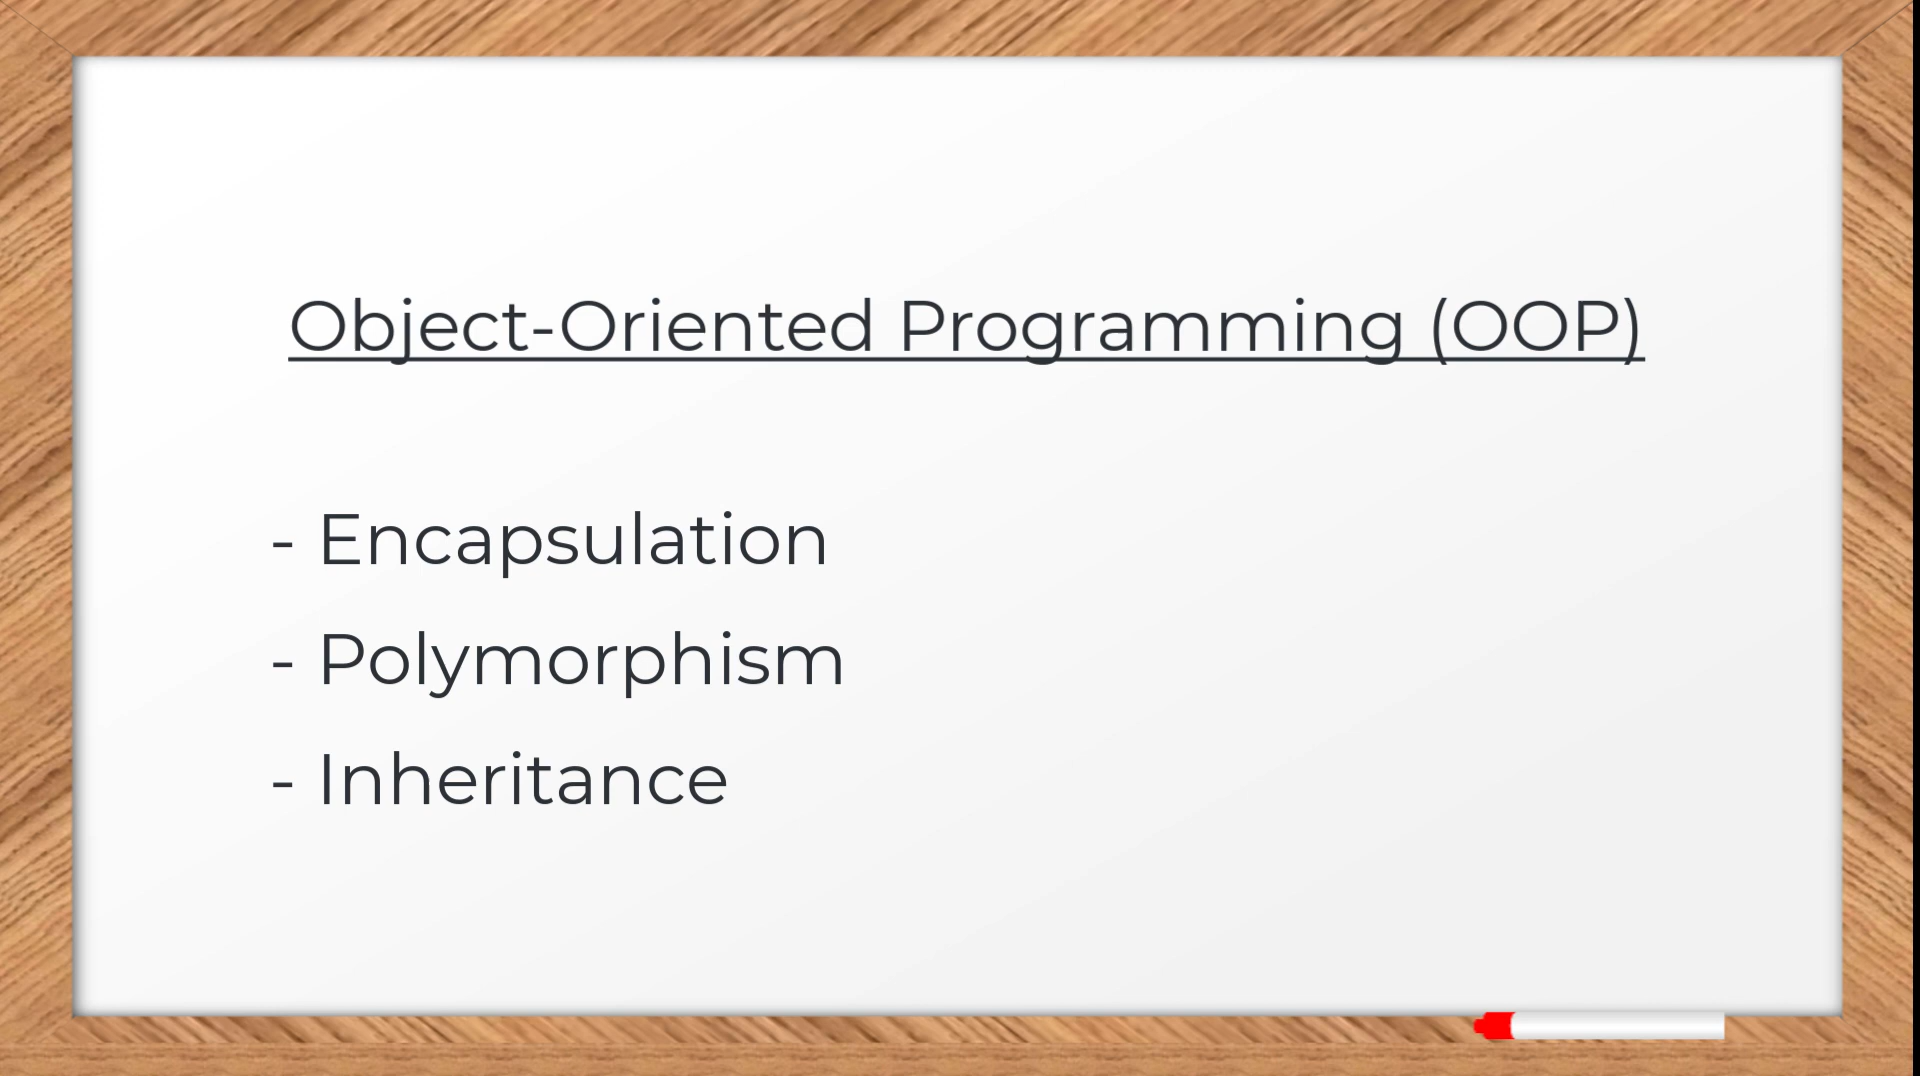 Object-Oriented Programming (OOP)
- Encapsulation
- Polymorphism
- Inheritance